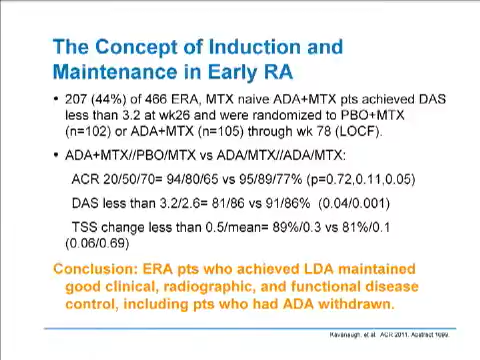 The Concept of Induction and
Maintenance in Early RA
• 207 (44%) of 466 ERA, MTX naive ADA+MTX pts achieved DAS
less than 3.2 at wk26 and were randomized to PBO+MTX
(n=102) or ADA+MTX (n=105) through wk 78 (LOCF).
• ADA+MTX//PBO/MTX vs ADA/MTX//ADA/MTX:
ACR 20/50/70= 94/80/65 vs 95/89/77% (p=0.72,0.11,0.05)
DAS less than 3.2/2.6= 81/86 vs 91/86% (0.04/0.001)
TSS change less than 0.5/mean= 89%/0.3 vs 81%/0.1
(0.06/0.69)
Conclusion: ERA pts who achieved LDA maintained
good clinical, radiographic, and functional disease
control, including pts who had ADA withdrawn.
Kavanaugh, et al. ACR 2011. Abstract 1699.